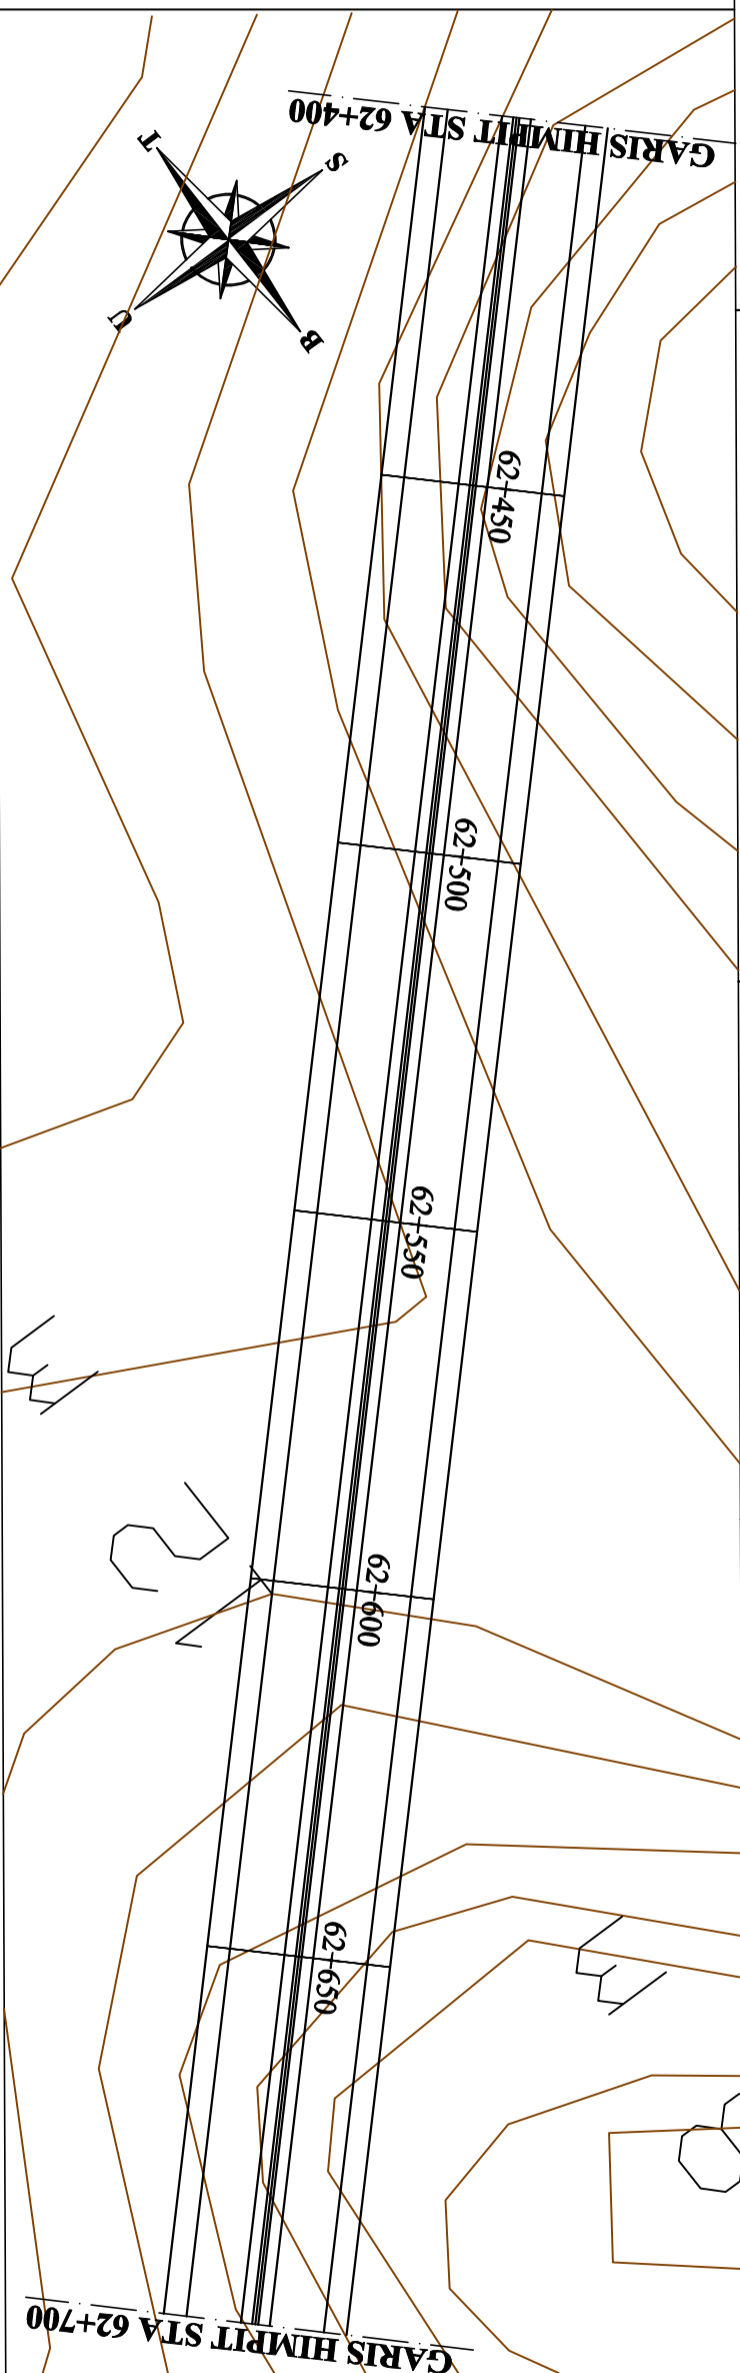 GARIS HIMPIT STA 62+400
T
S
U
B
62+450
62+500
62+550
62+600
62+650
GARIS HIMPIT STA 62+700